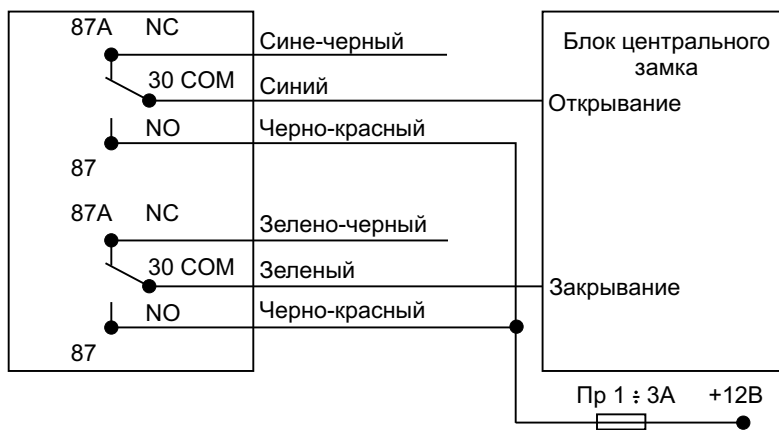 87A NC
Сине-черный
30 COM
Синий
NO
Черно-красный
87
87A NC
Зелено-черный
30 COM
Зеленый
NO
Черно-красный
87
Блок центрального
замка
Открывание
Закрывание
Пр 1 ÷ 3А
+12В